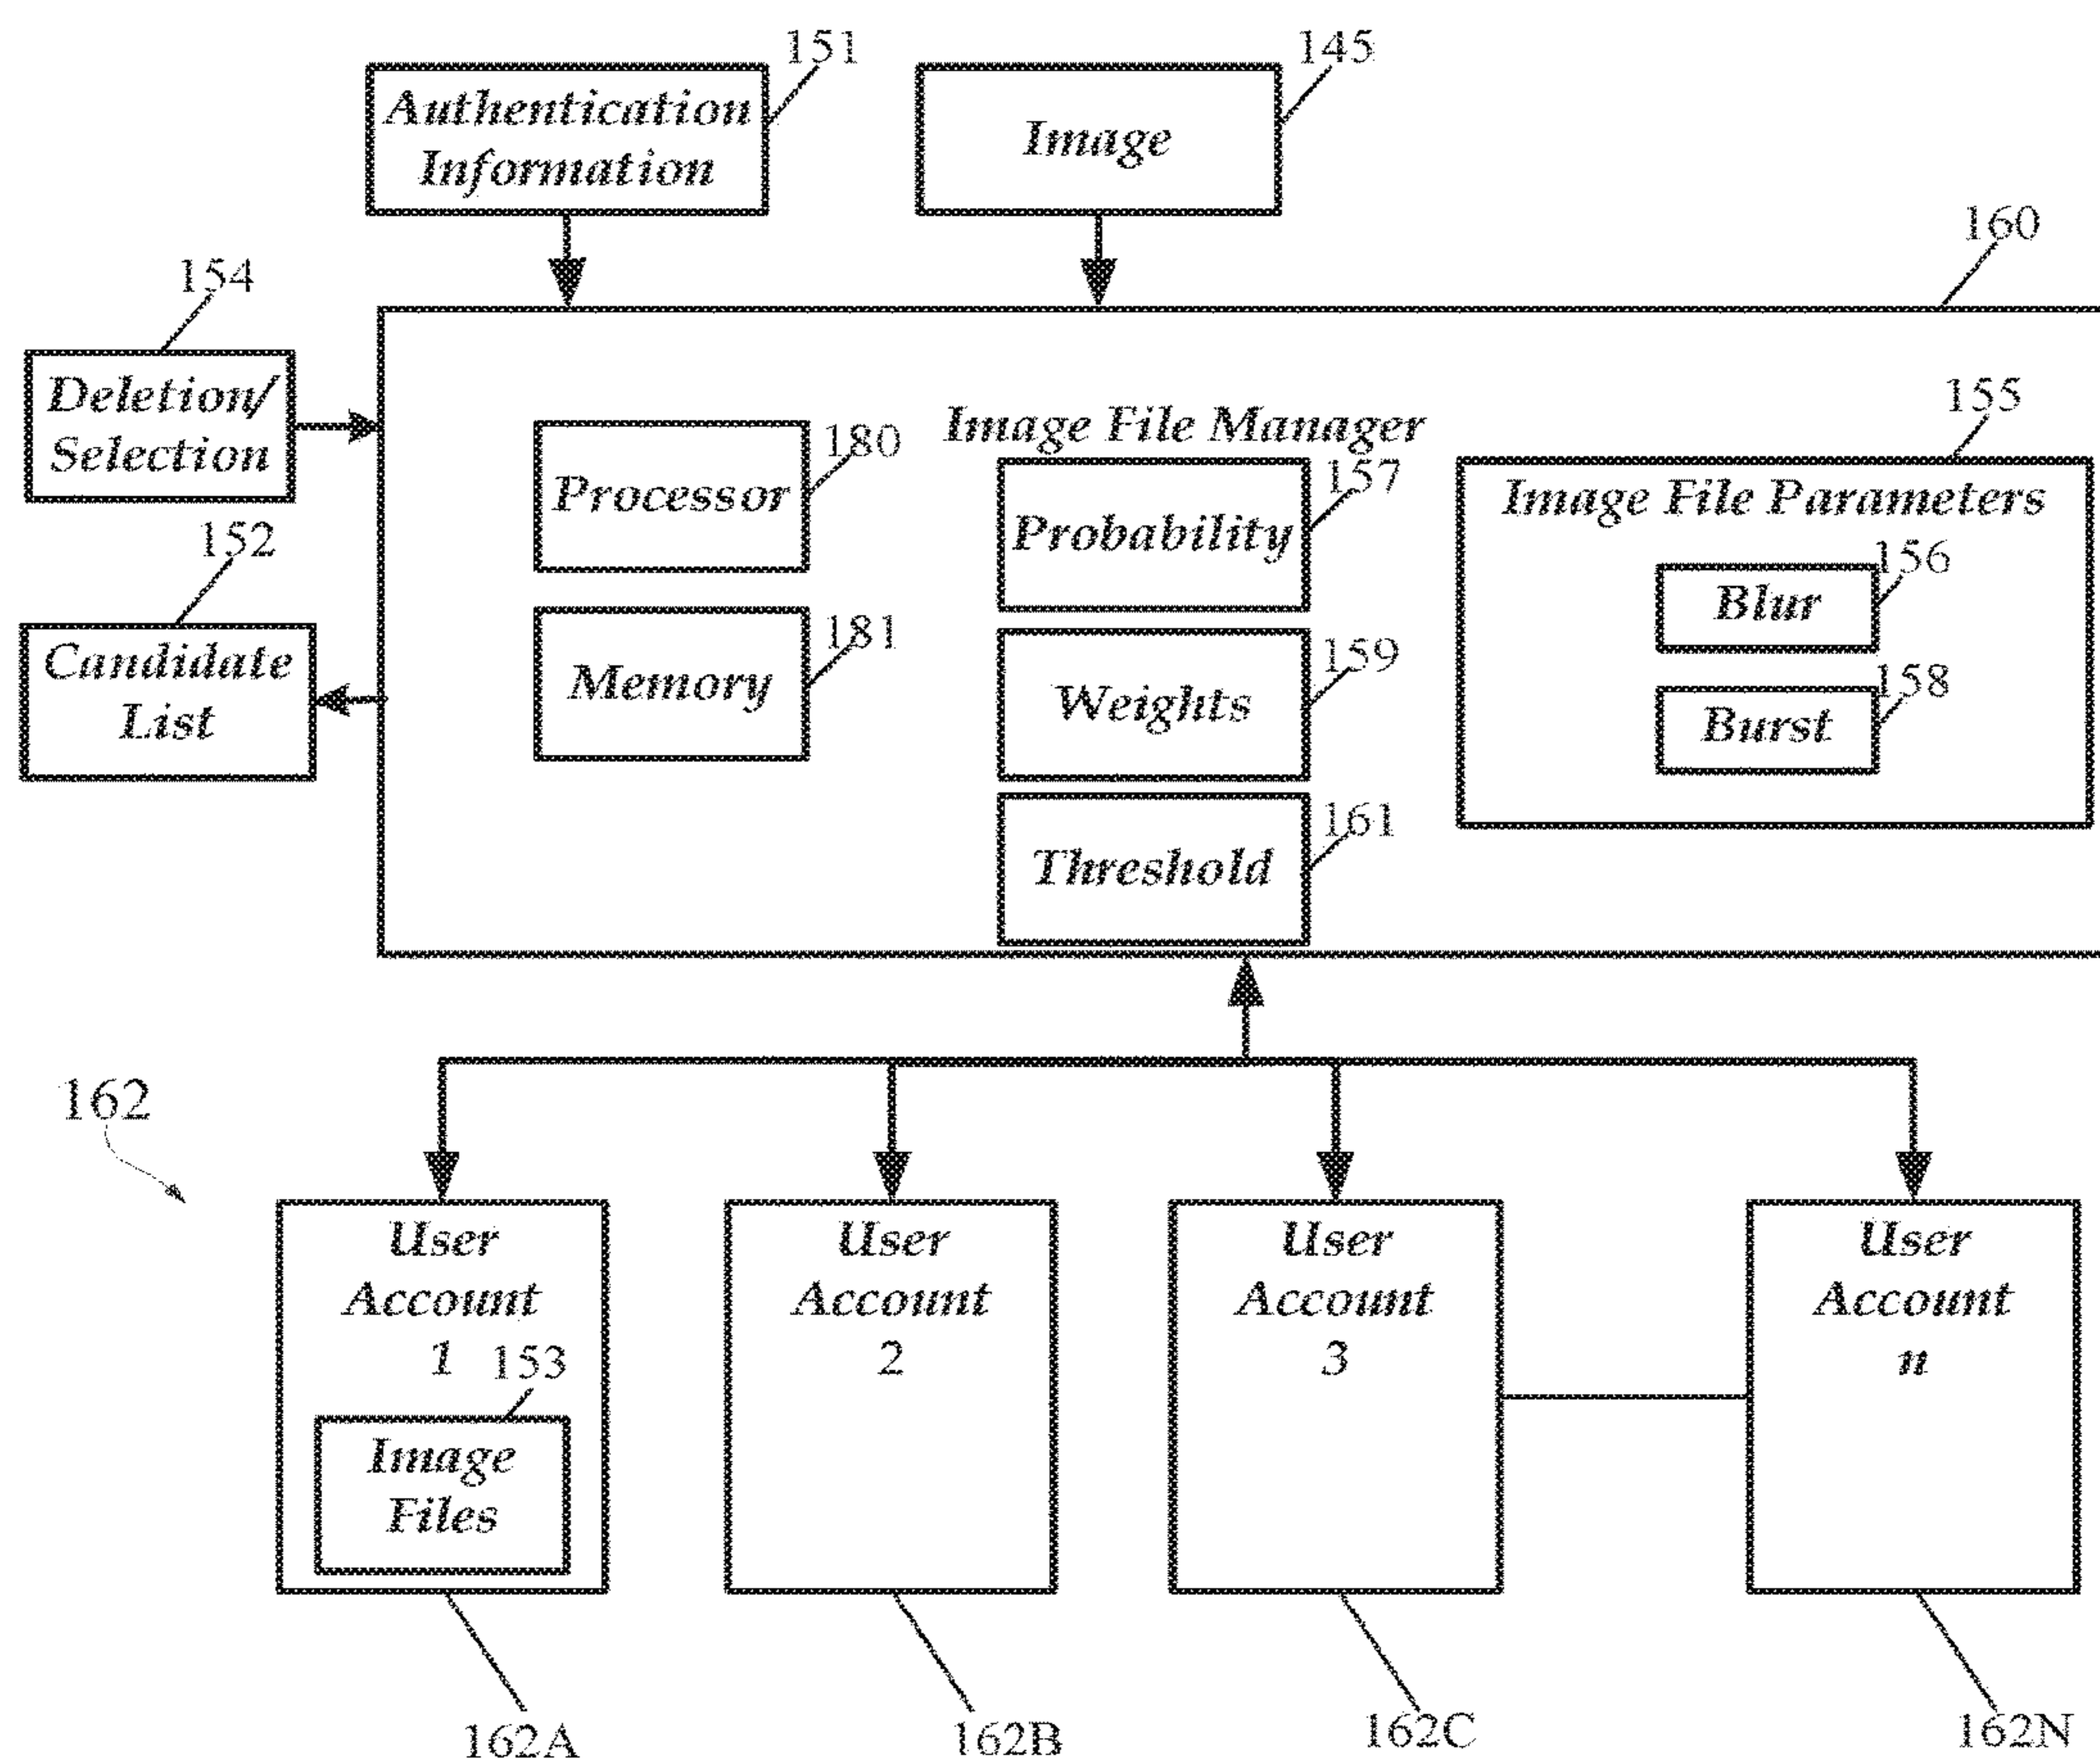 151
145
Authentication
Information
Image
160
154
Deletion/
Selection
155
Image File Manager
180
Processor
157
Probability
Image File Parameters
156
Blur
152
Candidate
List
181
Memory
159
Weights
158
Burst
161
Threshold
162
User
Account
1
153
Image
Files
User
Account
2
User
Account
3
User
Account
n
162A
162B
162C
162N